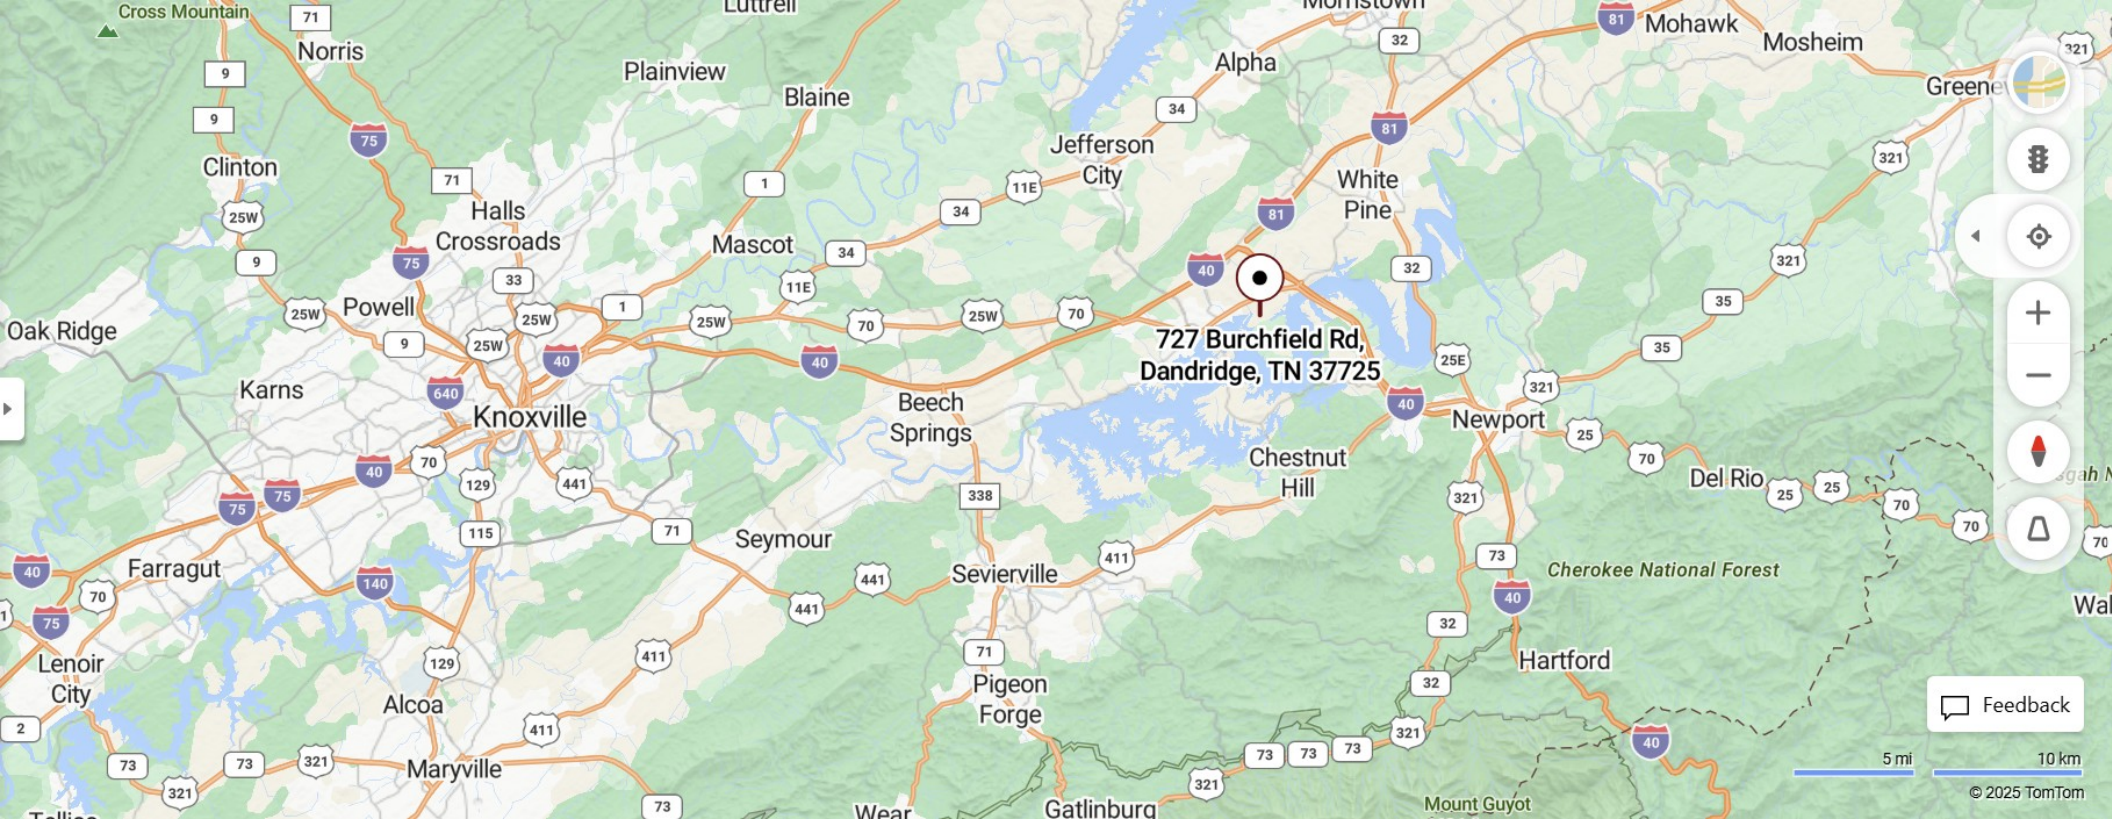 Cross Mountain
71
Luttrell
Morristown
81
Mohawk
Norris
32
Mosheim
321
9
Plainview
Alpha
Blaine
9
34
81
75
Jefferson
City
Clinton
71
1
11E
White
Pine
321
25W
Halls
Crossroads
34
81
Mascot
34
9
75
33
40
32
321
11E
Powell
1
35
25W
25W
25W
70
25W
70
Oak Ridge
9
25W
727 Burchfield Rd,
Dandridge, TN 37725
35
40
40
25E
Karns
640
321
Knoxville
Beech
Springs
40
Newport
25
70
Chestnut
Hill
40
70
Del Rio
25
25
70
70
75
75
129
441
338
321
71
115
Seymour
411
73
70
40
Farragut
140
Sevierville
441
Cherokee National Forest
70
441
40
75
32
411
71
129
Hartford
Lenoir
City
Pigeon
Forge
32
Alcoa
2
411
321
40
Feedback
73
73
321
73
73
73
Maryville
5 mi
10 km
321
321
73
© 2025 TomTom
Gatlinburg
Mount Guyot
Wear